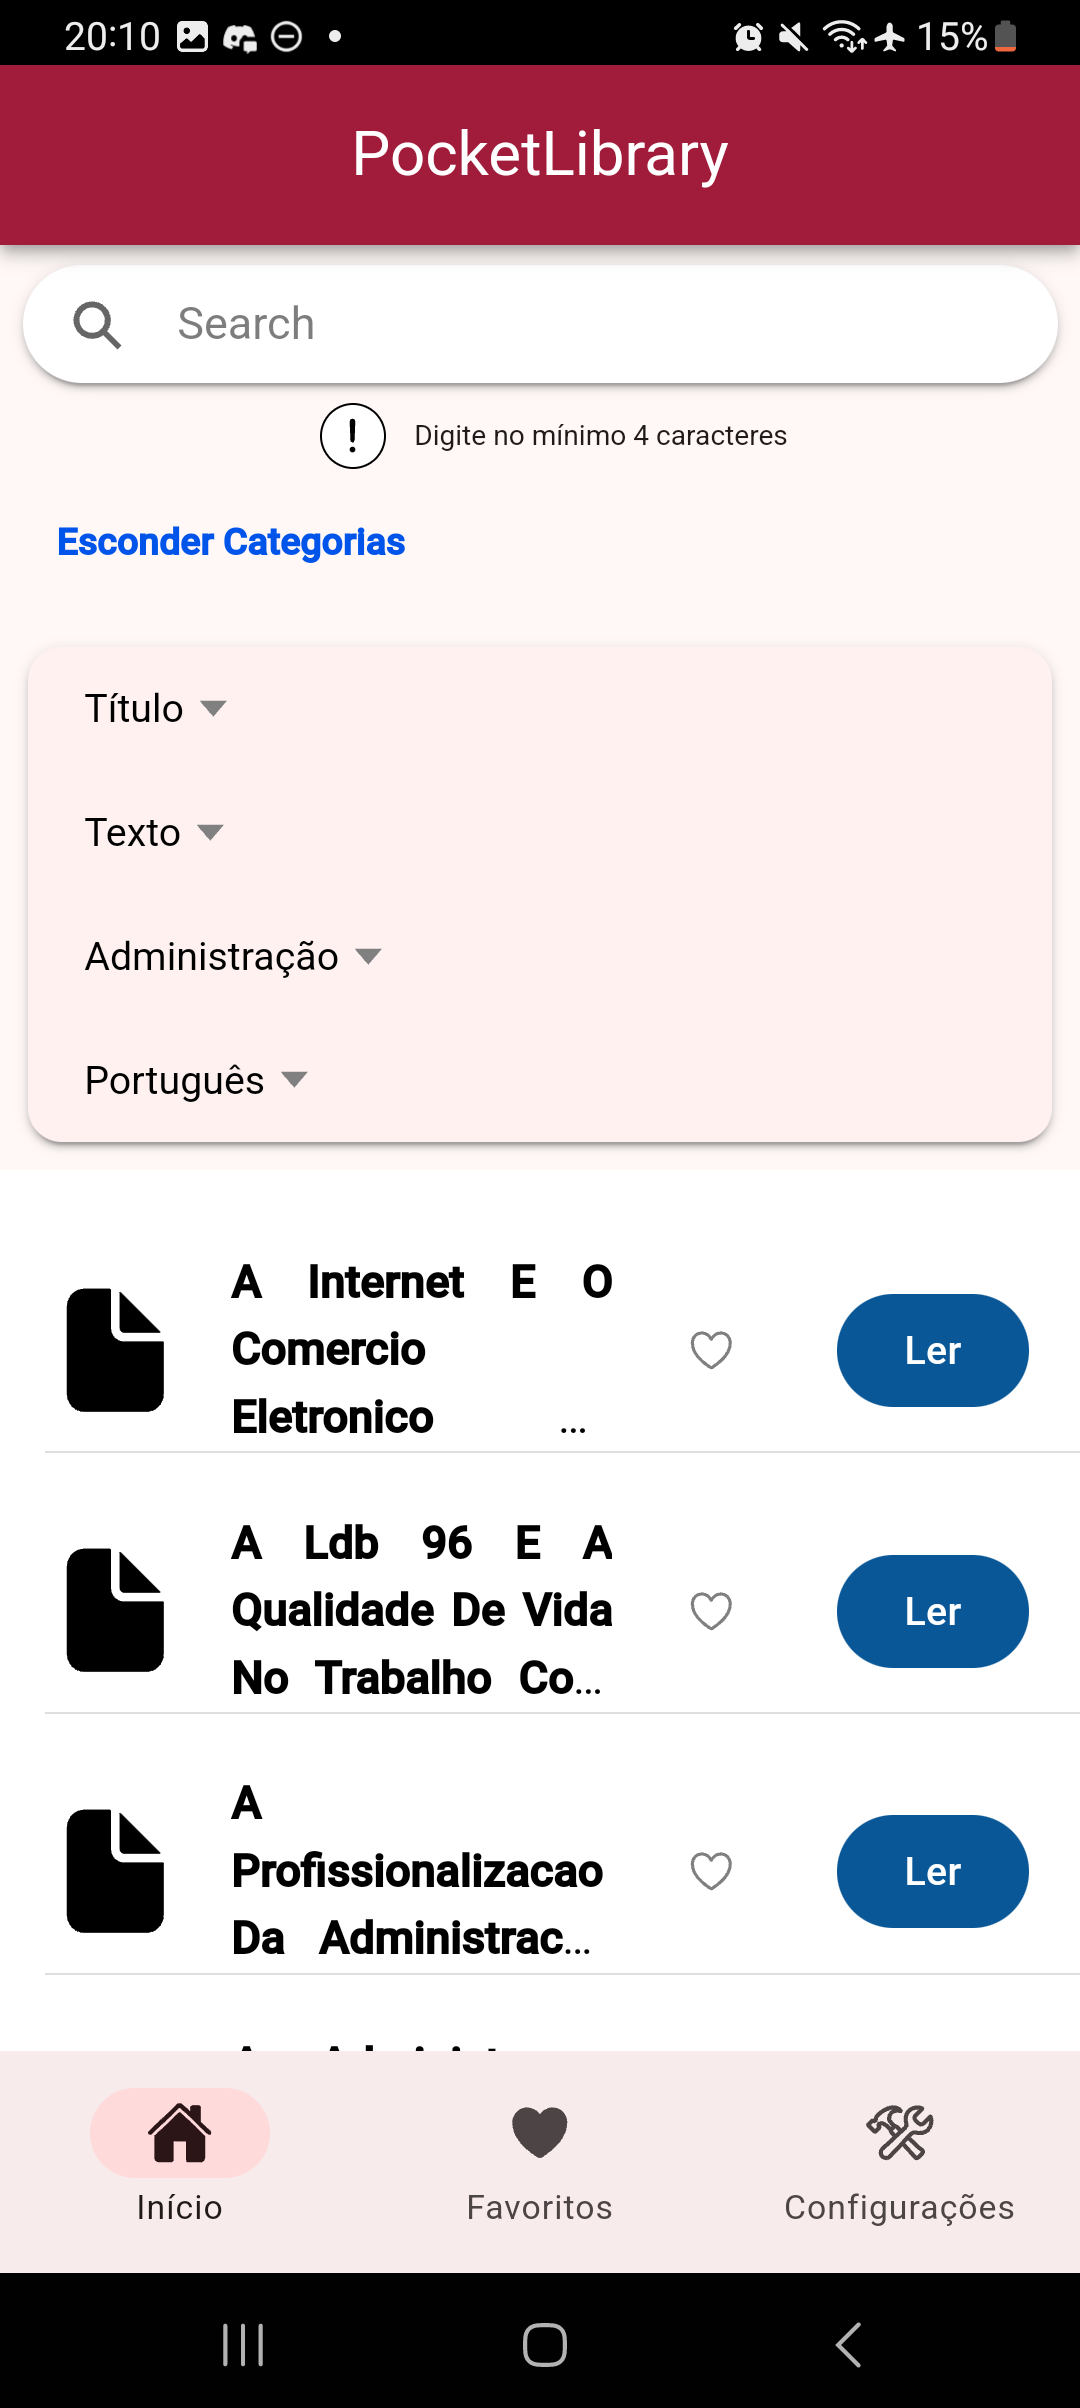 20:10
15%
PocketLibrary
Search
Digite no mínimo 4 caracteres
Esconder Categorias
Título
Texto
Administração
Português
A Internet E O
Comercio
Eletronico ...
Ler
A Ldb 96 E A
Qualidade De Vida
No Trabalho Co...
Ler
A
Profissionalizacao
Da Administrac...
Ler
Início
Favoritos
Configurações